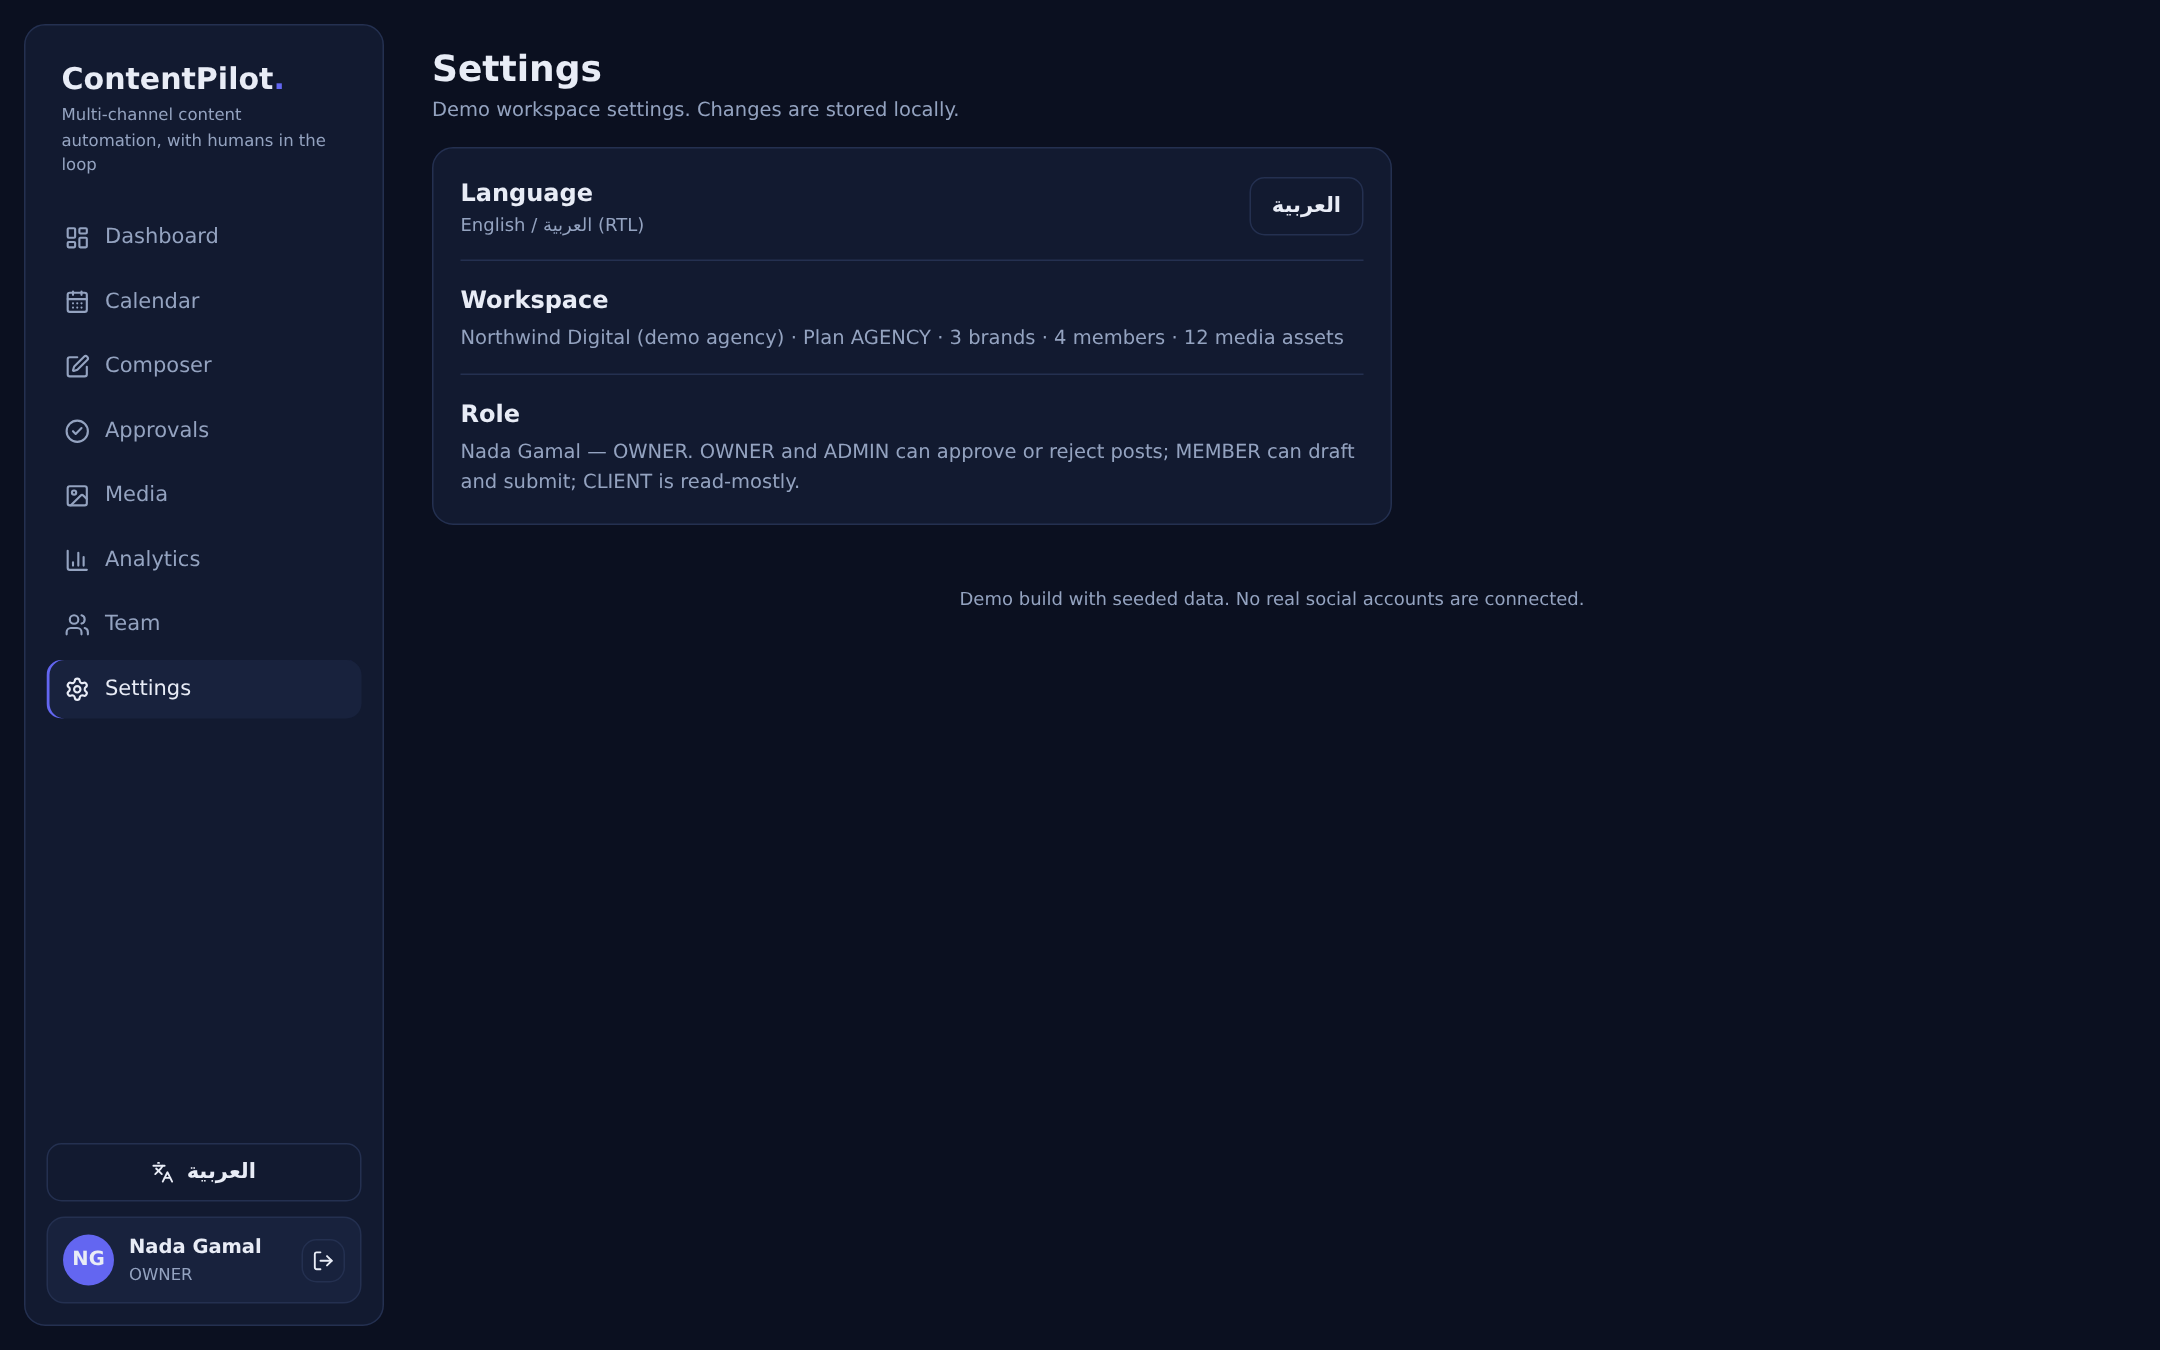 ContentPilot.
Multi-channel content
automation, with humans in the
loop
Dashboard
Calendar
Composer
Approvals
Media
Analytics
Team
Settings
العربية
NG
Nada Gamal
OWNER
Settings
Demo workspace settings. Changes are stored locally.
Language
English / العربية (RTL)
العربية
Workspace
Northwind Digital (demo agency) · Plan AGENCY · 3 brands · 4 members · 12 media assets
Role
Nada Gamal — OWNER. OWNER and ADMIN can approve or reject posts; MEMBER can draft
and submit; CLIENT is read-mostly.
Demo build with seeded data. No real social accounts are connected.